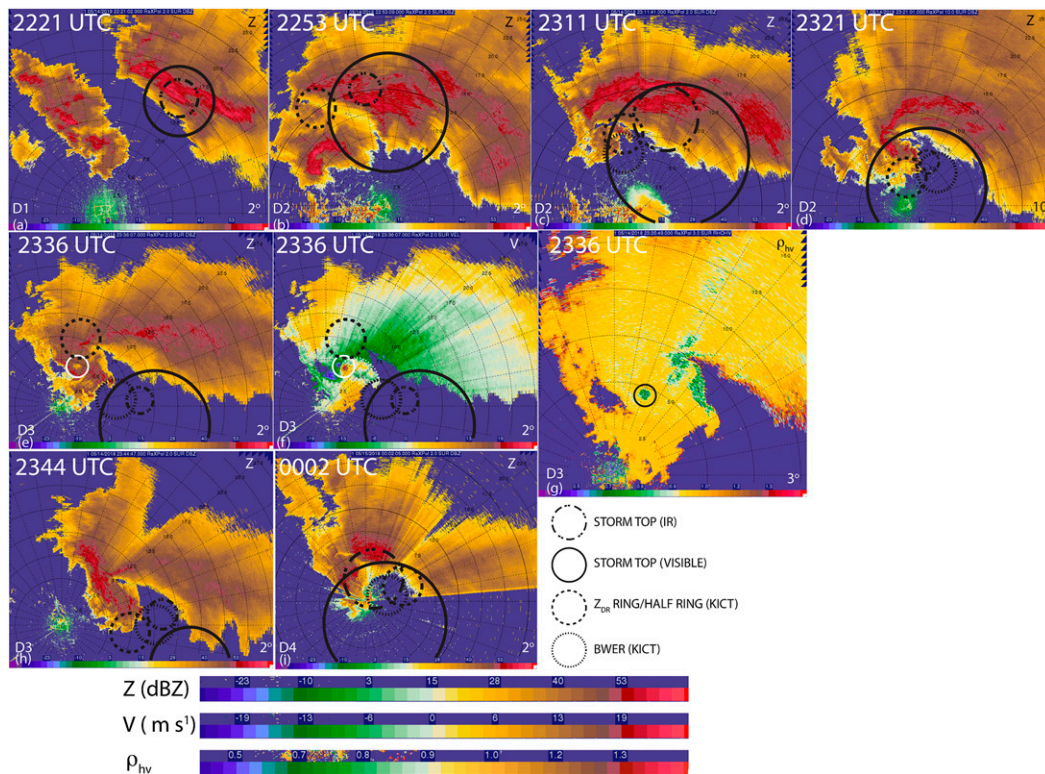 2221 UTC
Z
D1
(a)
2°
2253 UTC
Z
D2
(b)
2°
2311 UTC
Z
D2
(c)
2°
2321 UTC
Z
D2
(d)
10
2336 UTC
Z
D3
(e)
2°
2336 UTC
V
D3
(f)
2°
2336 UTC
ρhv
D3
(g)
3°
2344 UTC
Z
D3
(h)
2°
0002 UTC
Z
D4
(i)
2°
STORM TOP (IR)
STORM TOP (VISIBLE)
ZDR RING/HALF RING (KICT)
BWER (KICT)
Z (dBZ)
-23 -10 3 15 28 40 53
V ( m s¹)
-19 -13 -6 0 6 13 19
ρhv
0.5 0.7 0.8 0.9 1.0 1.2 1.3